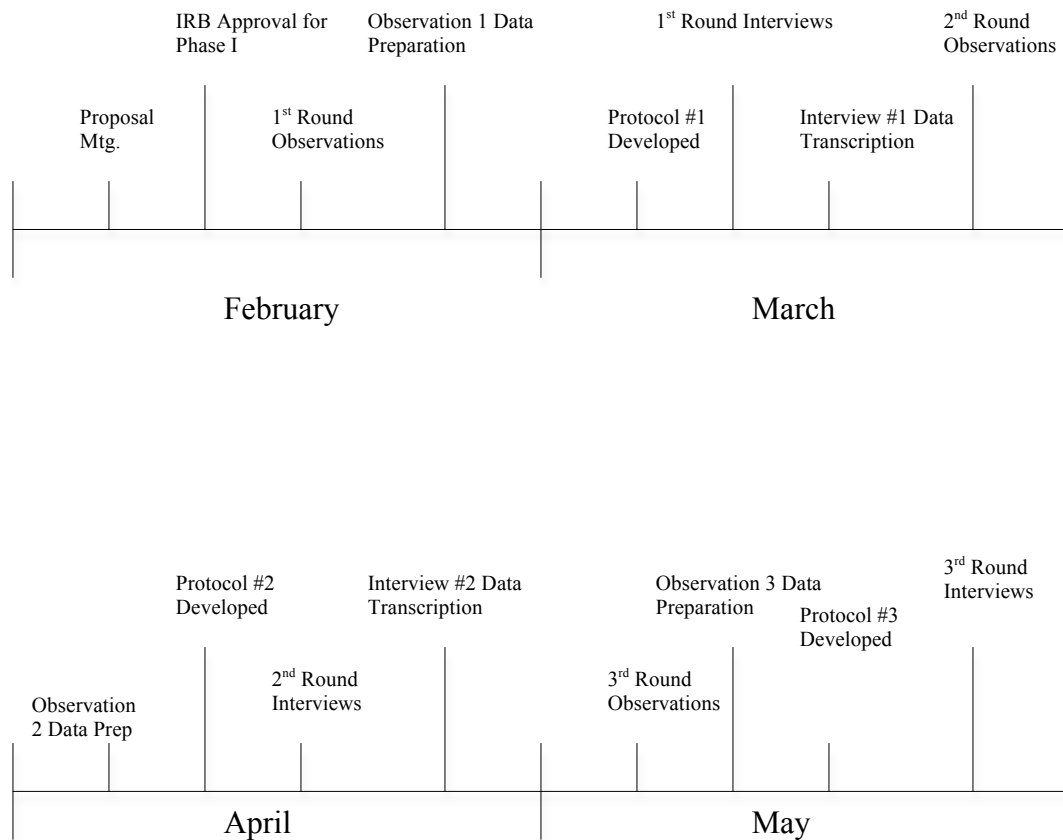 IRB Approval for
Phase I
Observation 1 Data
Preparation
1st Round Interviews
2nd Round
Observations
Proposal
Mtg.
1st Round
Observations
Protocol #1
Developed
Interview #1 Data
Transcription
February
March
Protocol #2
Developed
Interview #2 Data
Transcription
Observation 3 Data
Preparation
Protocol #3
Developed
3rd Round
Interviews
Observation
2 Data Prep
2nd Round
Interviews
3rd Round
Observations
April
May